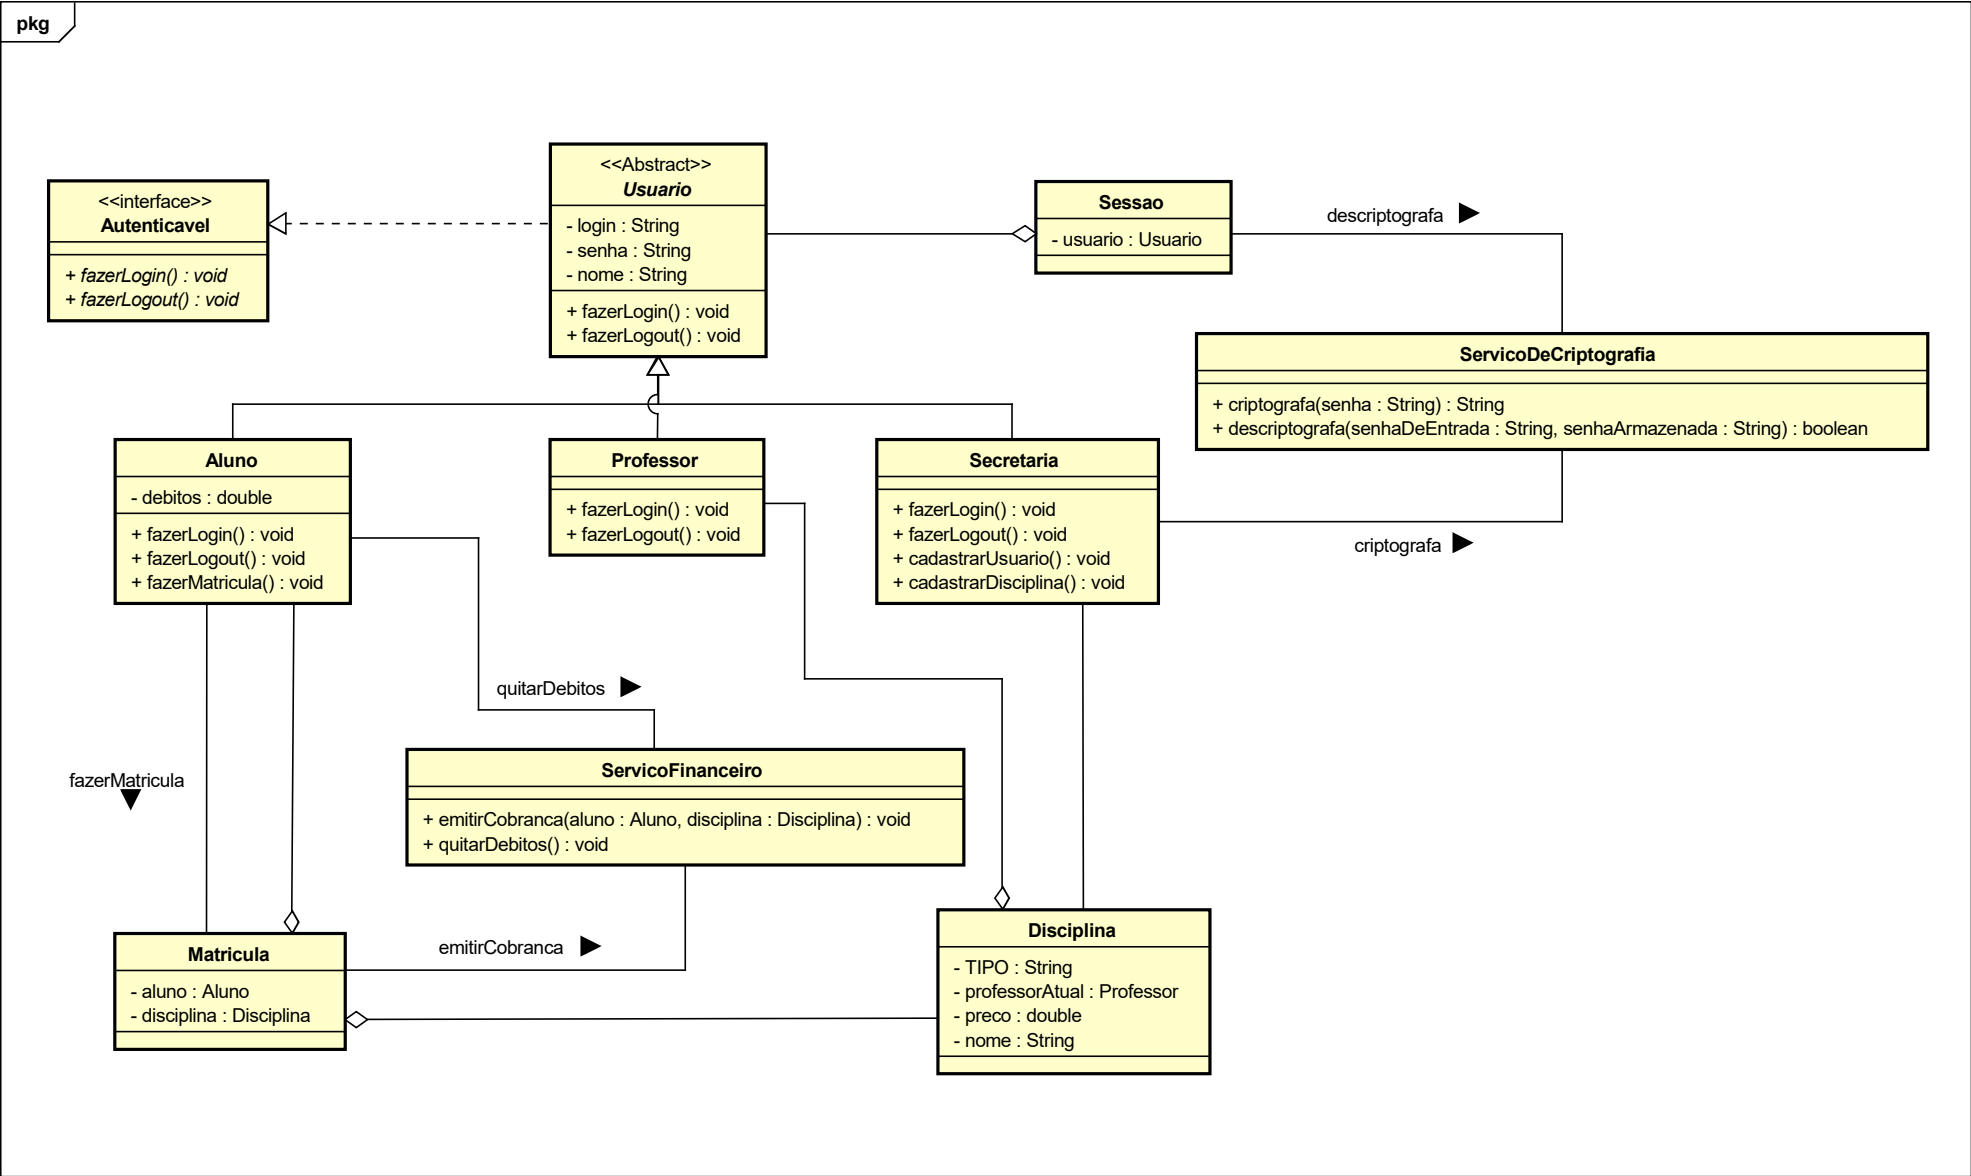 pkg
<<interface>>
Autenticavel
+ fazerLogin() : void
+ fazerLogout() : void
<<Abstract>>
Usuario
- login : String
- senha : String
- nome : String
+ fazerLogin() : void
+ fazerLogout() : void
Sessao
- usuario : Usuario
descriptografa
ServicoDeCriptografia
+ criptografa(senha : String) : String
+ descriptografa(senhaDeEntrada : String, senhaArmazenada : String) : boolean
Aluno
- debitos : double
+ fazerLogin() : void
+ fazerLogout() : void
+ fazerMatricula() : void
Professor
+ fazerLogin() : void
+ fazerLogout() : void
Secretaria
+ fazerLogin() : void
+ fazerLogout() : void
+ cadastrarUsuario() : void
+ cadastrarDisciplina() : void
criptografa
quitarDebitos
fazerMatricula
ServicoFinanceiro
+ emitirCobranca(aluno : Aluno, disciplina : Disciplina) : void
+ quitarDebitos() : void
emitirCobranca
Matricula
- aluno : Aluno
- disciplina : Disciplina
Disciplina
- TIPO : String
- professorAtual : Professor
- preco : double
- nome : String